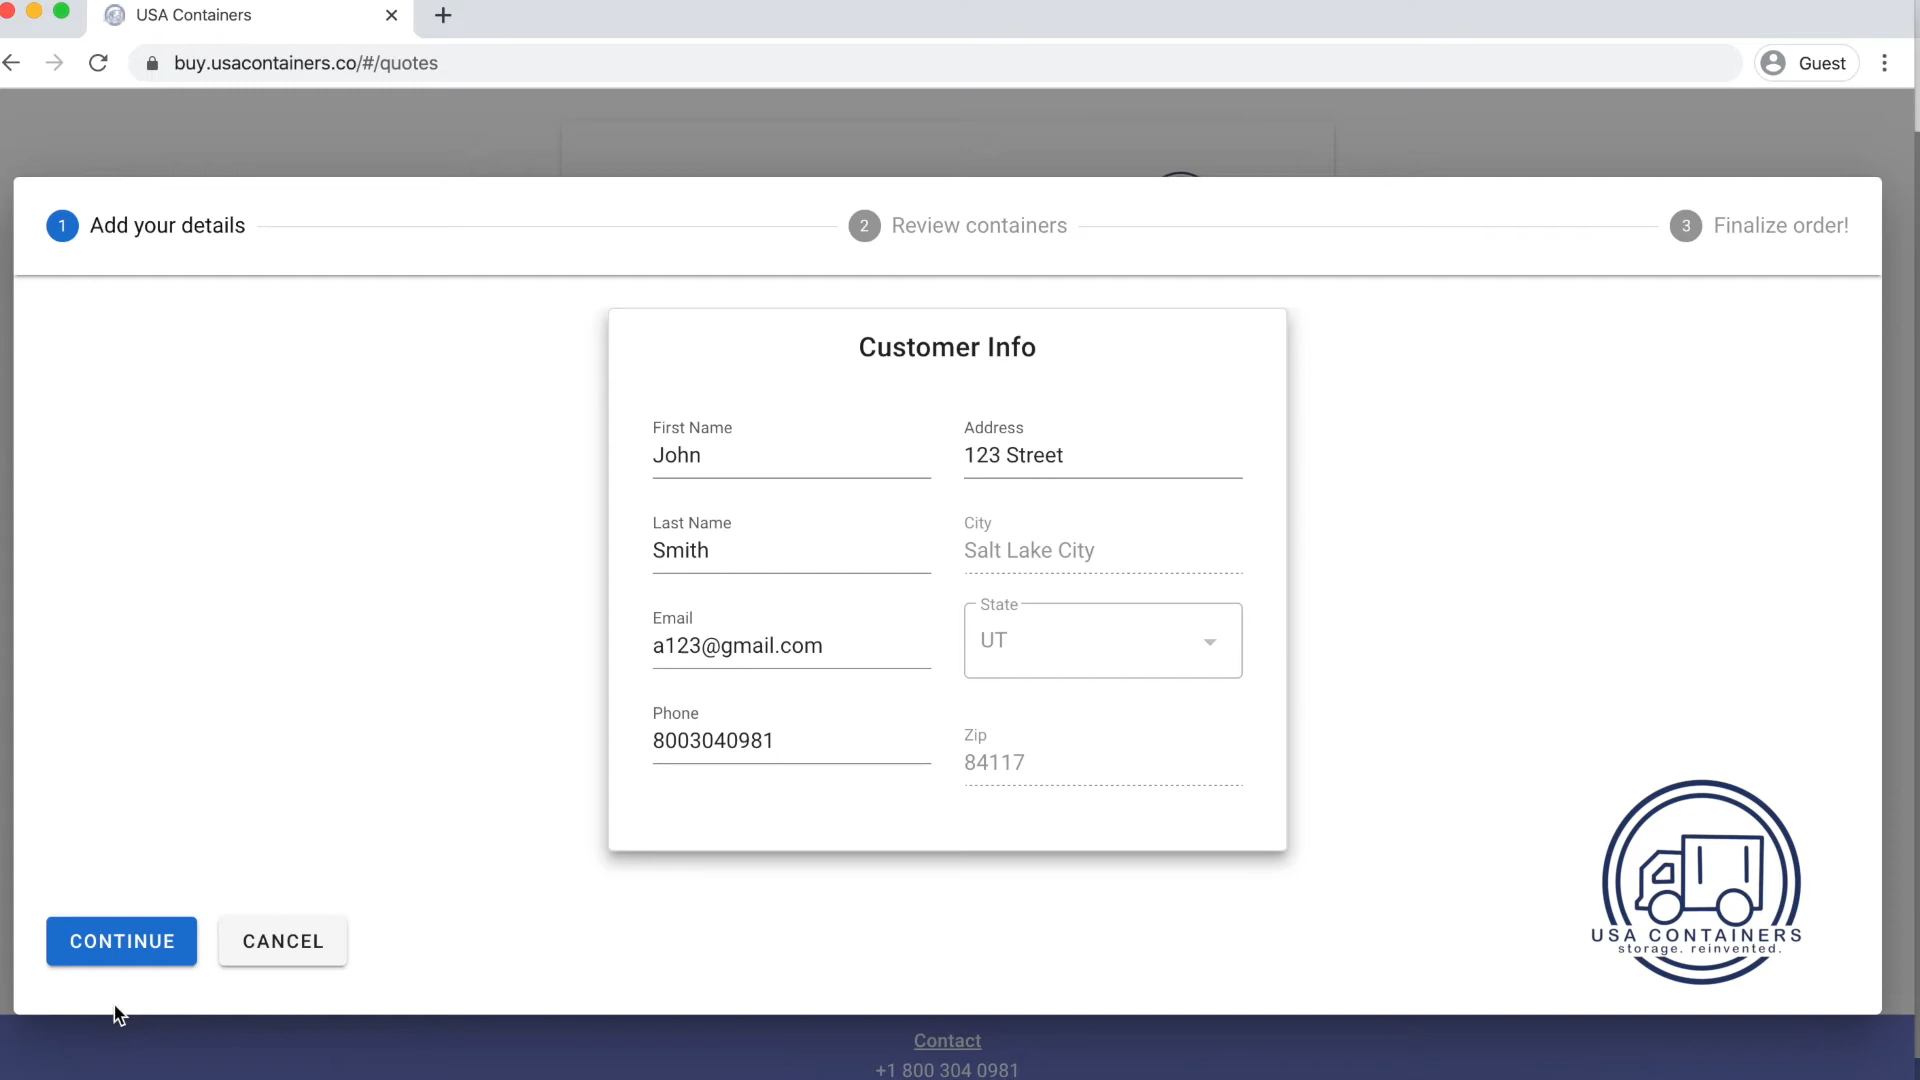 USA Containers
buy.usacontainers.co/#/quotes
Guest
1 Add your details
2 Review containers
3 Finalize order!
Customer Info
First Name
John
Address
123 Street
Last Name
Smith
City
Salt Lake City
Email
a123@gmail.com
State
UT
Phone
8003040981
Zip
84117
CONTINUE
CANCEL
USA CONTAINERS
storage. reinvented.
Contact
+1 800 304 0981